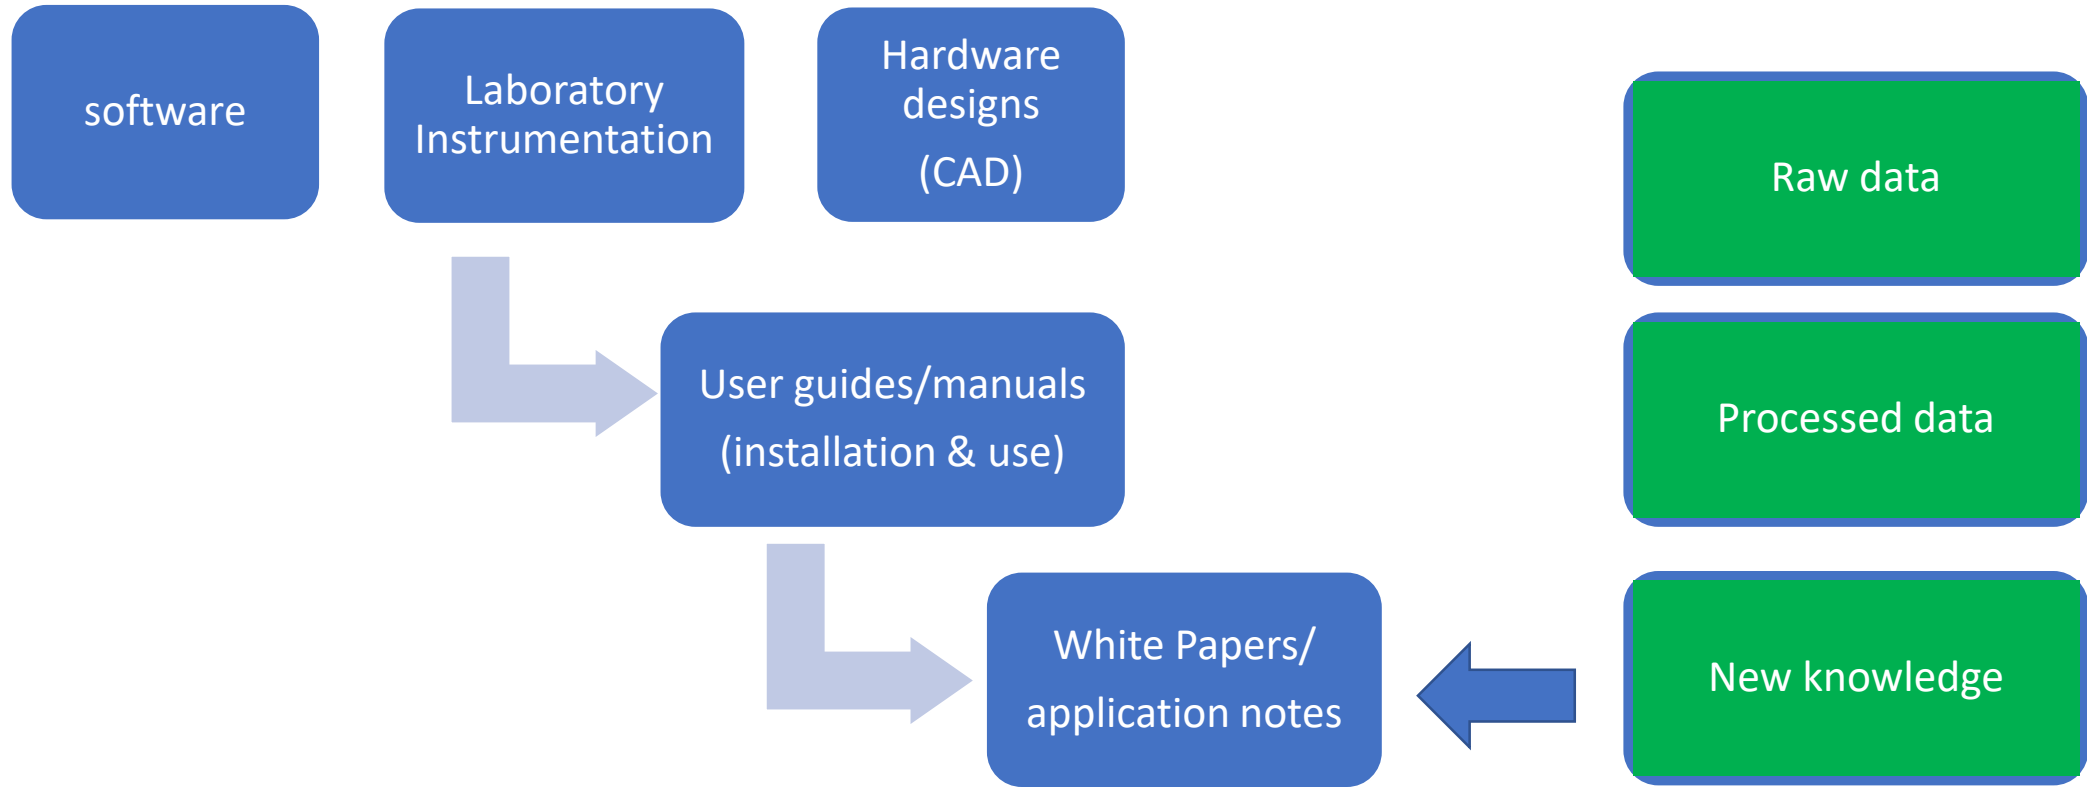 software
Laboratory
Instrumentation
Hardware
designs
(CAD)
Raw data
User guides/manuals
(installation & use)
Processed data
White Papers/
application notes
New knowledge